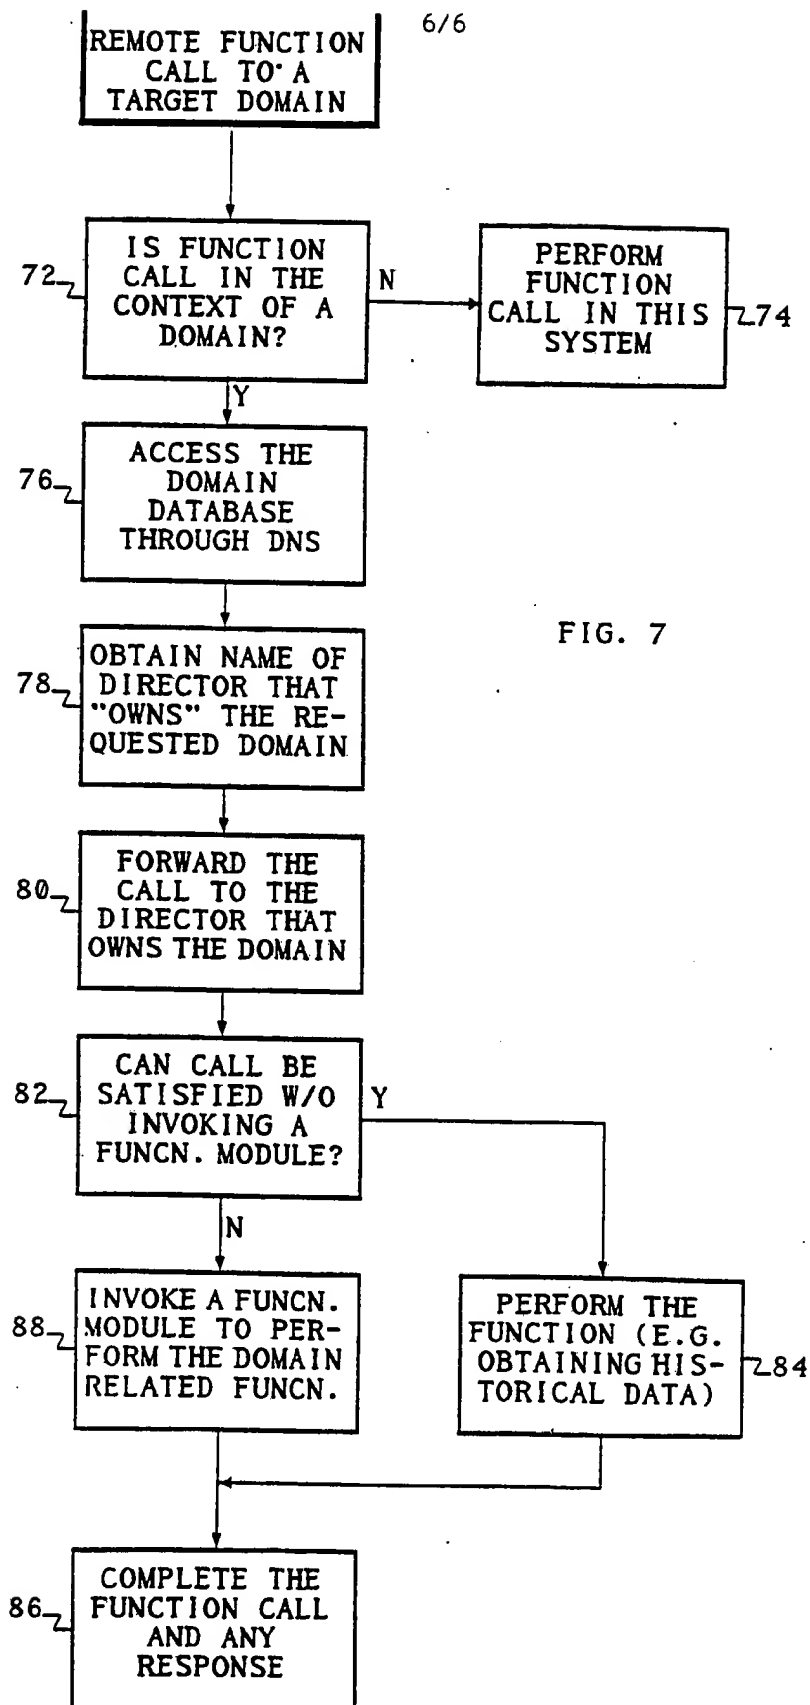 6/6
REMOTE FUNCTION
CALL TO A
TARGET DOMAIN
72
IS FUNCTION
CALL IN THE
CONTEXT OF A
DOMAIN?
N
PERFORM
FUNCTION
CALL IN THIS
SYSTEM
74
Y
76
ACCESS THE
DOMAIN
DATABASE
THROUGH DNS
FIG. 7
78
OBTAIN NAME OF
DIRECTOR THAT
"OWNS" THE RE-
QUESTED DOMAIN
80
FORWARD THE
CALL TO THE
DIRECTOR THAT
OWNS THE DOMAIN
82
CAN CALL BE
SATISFIED W/O
INVOKING A
FUNCN. MODULE?
Y
N
88
INVOKE A FUNCN.
MODULE TO PER-
FORM THE DOMAIN
RELATED FUNCN.
PERFORM THE
FUNCTION (E.G.
OBTAINING HIS-
TORICAL DATA)
84
86
COMPLETE THE
FUNCTION CALL
AND ANY
RESPONSE